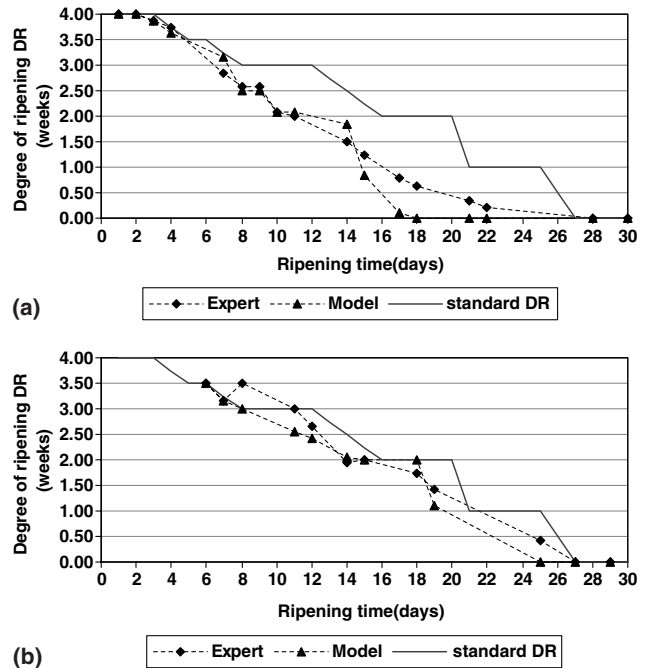 4.00
3.50
3.00
2.50
2.00
1.50
1.00
0.50
0.00
Degree of ripening DR
(weeks)
0 2 4 6 8 10 12 14 16 18 20 22 24 26 28 30
Ripening time(days)
(a)
Expert Model standard DR
4.00
3.50
3.00
2.50
2.00
1.50
1.00
0.50
0.00
Degree of ripening DR
(weeks)
0 2 4 6 8 10 12 14 16 18 20 22 24 26 28 30
Ripening time(days)
(b)
Expert Model standard DR